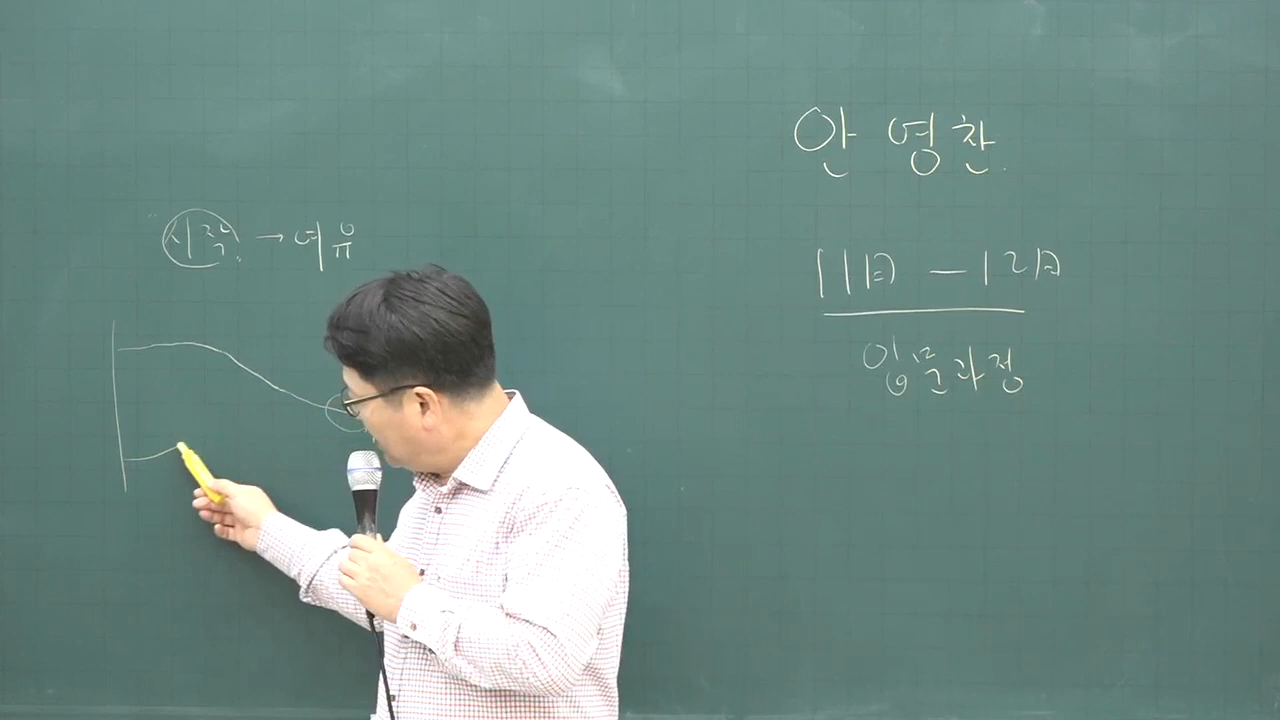 시작 → 여유
안 영찬
11月 - 12月
입문과정